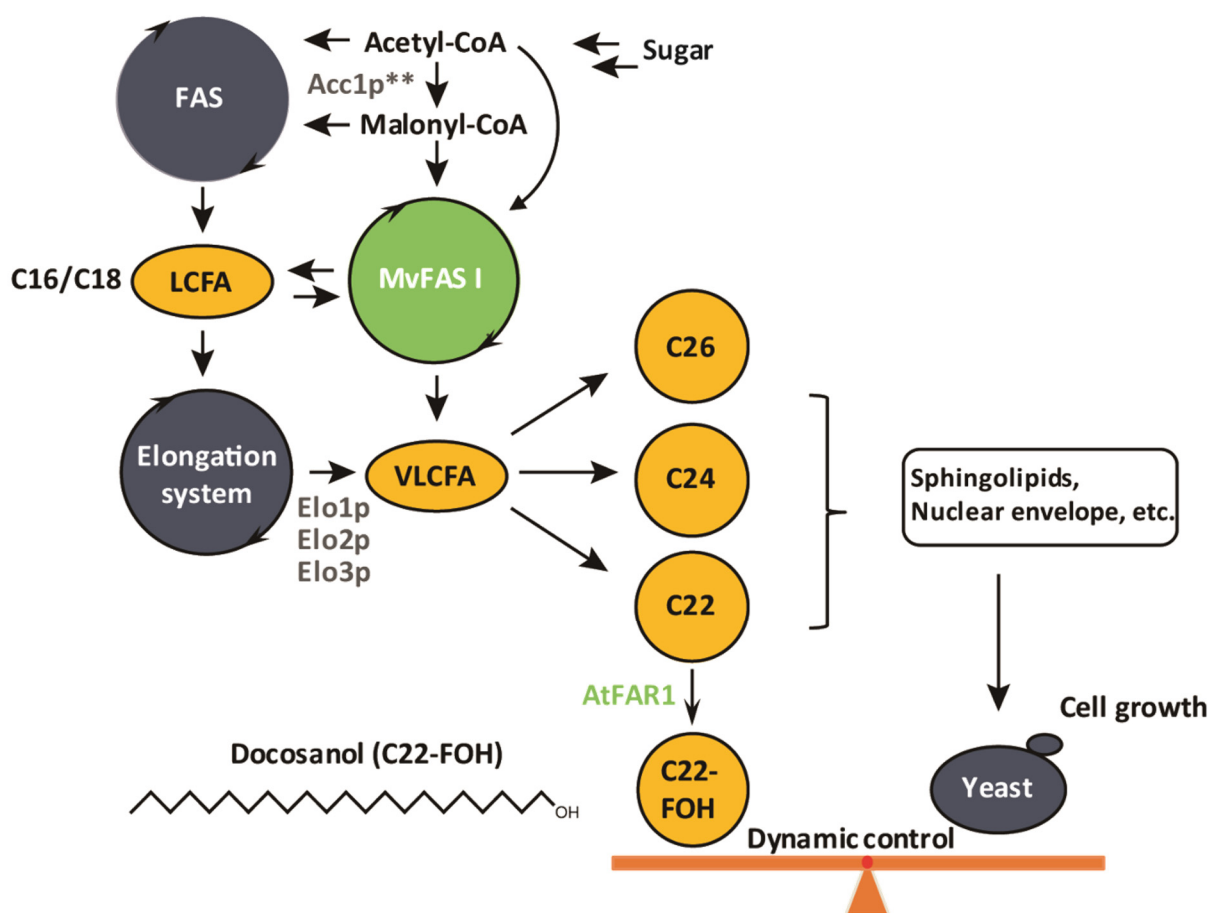 Acetyl-CoA
Sugar
FAS
Acc1p**
Malonyl-CoA
C16/C18
LCFA
MvFAS I
C26
Elongation
system
VLCFA
C24
Elo1p
Elo2p
Elo3p
Sphingolipids,
Nuclear envelope, etc.
C22
AtFAR1
Cell growth
Docosanol (C22-FOH)
OH
C22-
FOH
Yeast
Dynamic control